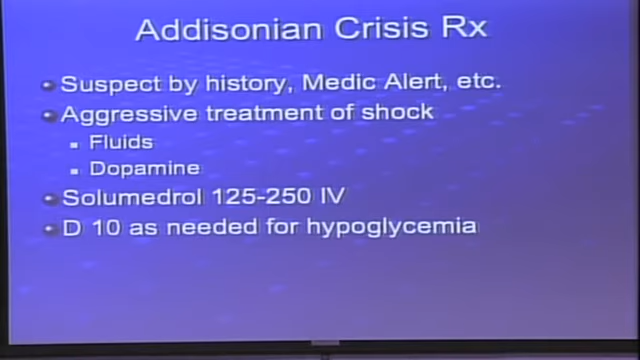 Addisonian Crisis Rx
Suspect by history, Medic Alert, etc.
Aggressive treatment of shock
Fluids
Dopamine
Solumedrol 125-250 IV
D 10 as needed for hypoglycemia